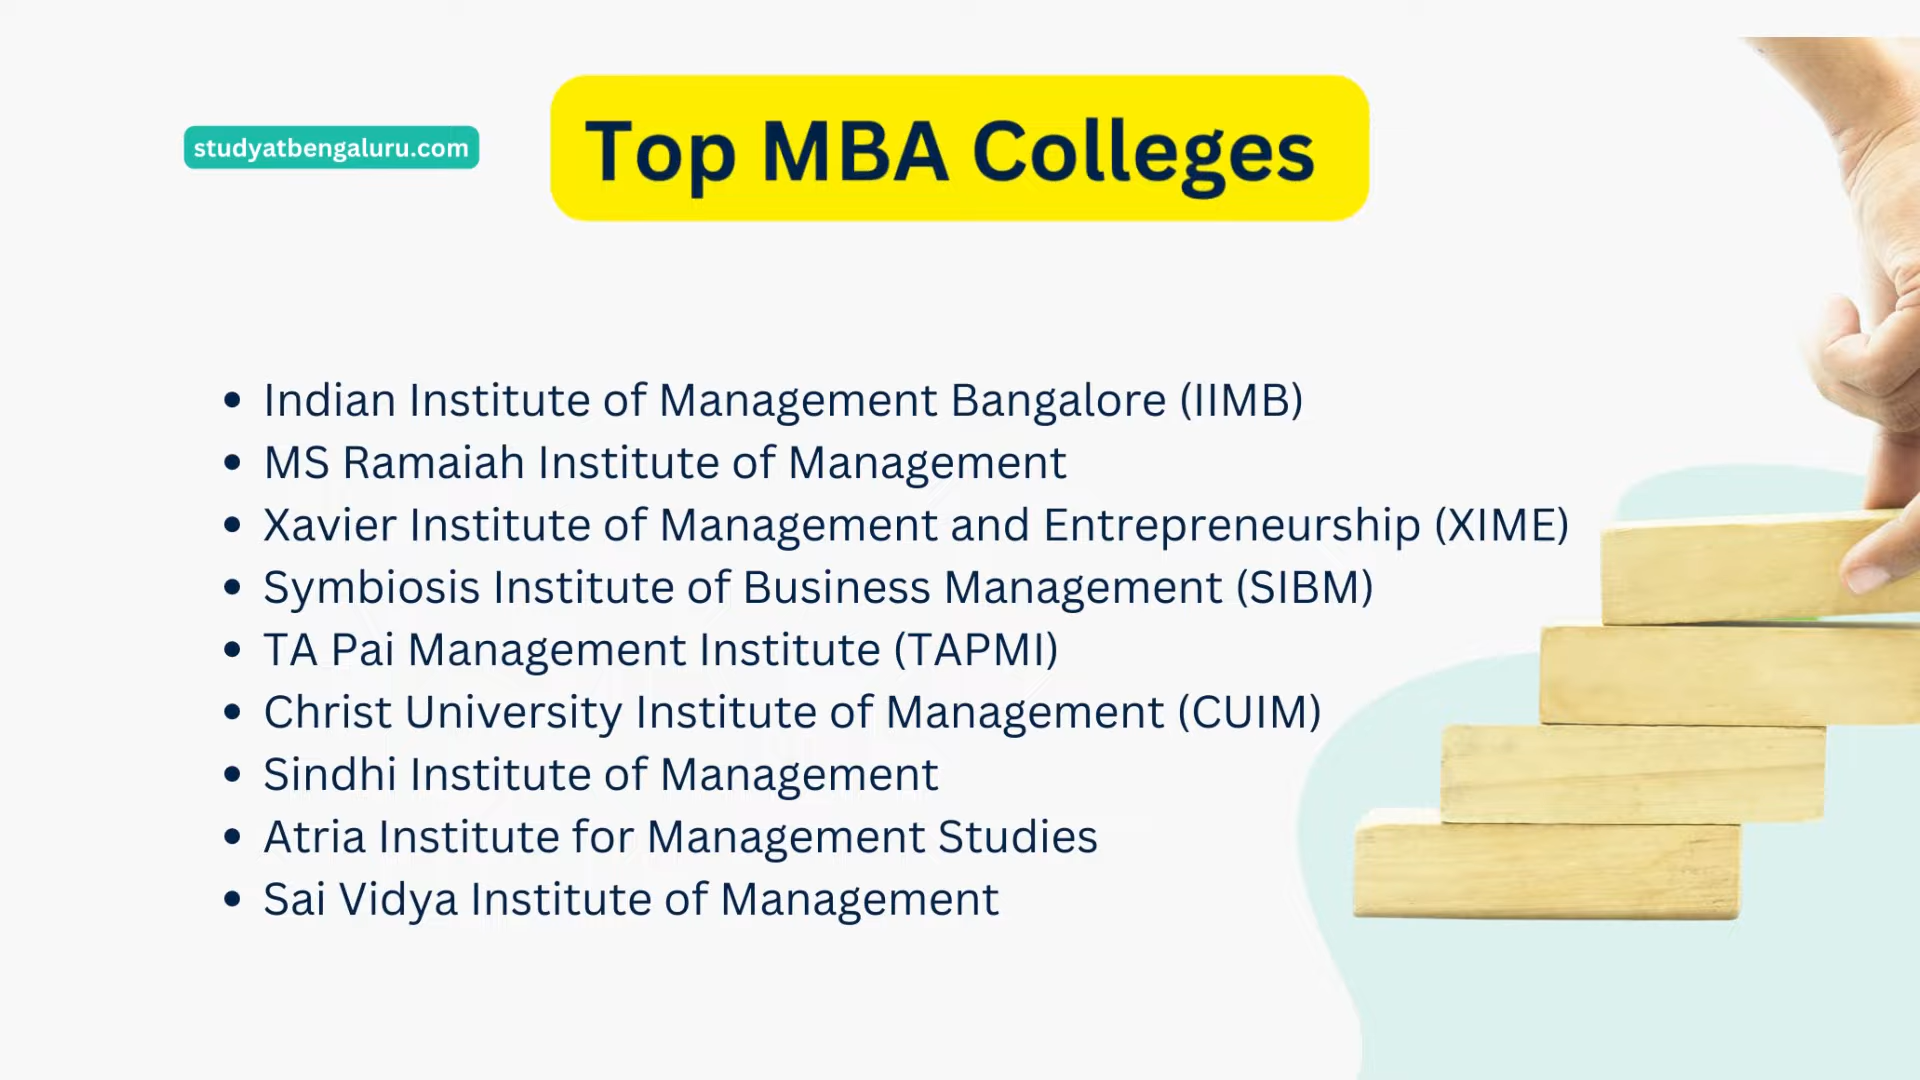 studyatbengaluru.com
Top MBA Colleges
• Indian Institute of Management Bangalore (IIMB)
• MS Ramaiah Institute of Management
• Xavier Institute of Management and Entrepreneurship (XIME)
• Symbiosis Institute of Business Management (SIBM)
• TA Pai Management Institute (TAPMI)
• Christ University Institute of Management (CUIM)
• Sindhi Institute of Management
• Atria Institute for Management Studies
• Sai Vidya Institute of Management